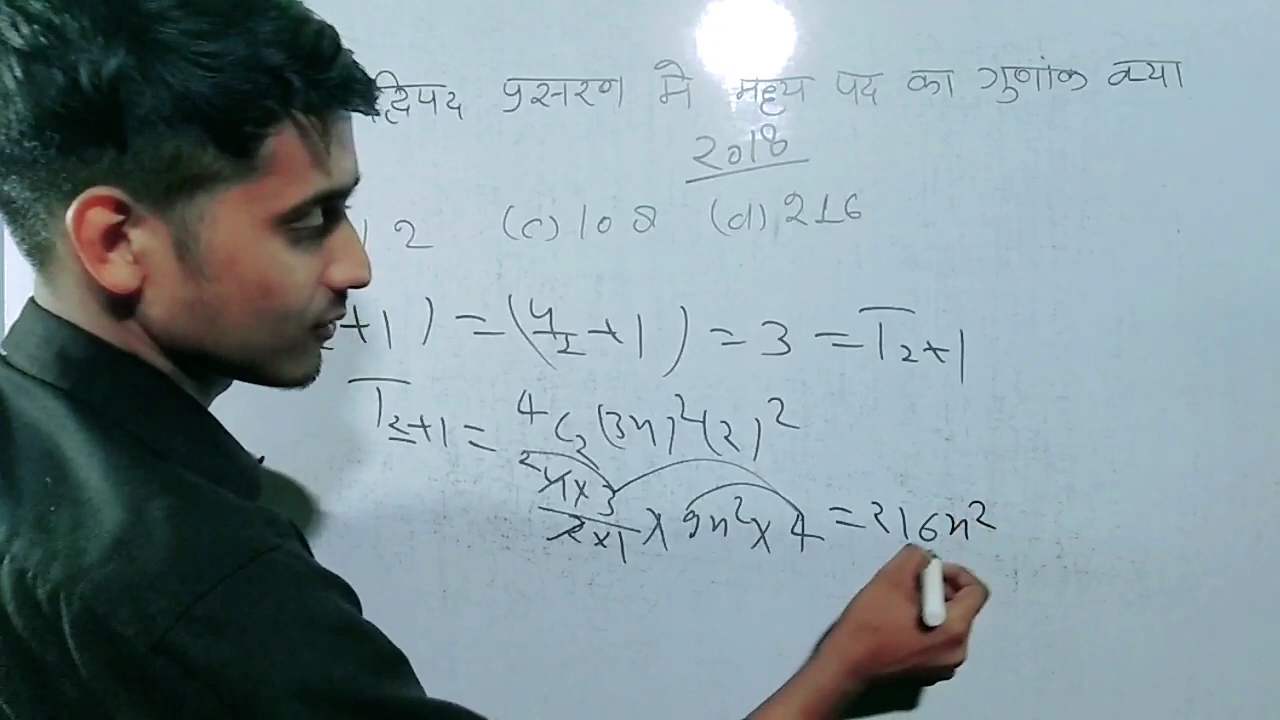 द्विपद प्रसरण मे मध्य पद का गुणांक क्या
2018
12 (c) 108 (d) 216
+1) = (4/2 + 1) = 3 = T₂₊₁
T₂₊₁ = ⁴C₂ (3x)² (2)²
4×3/2×1 × 9x² × 4 = 216x²